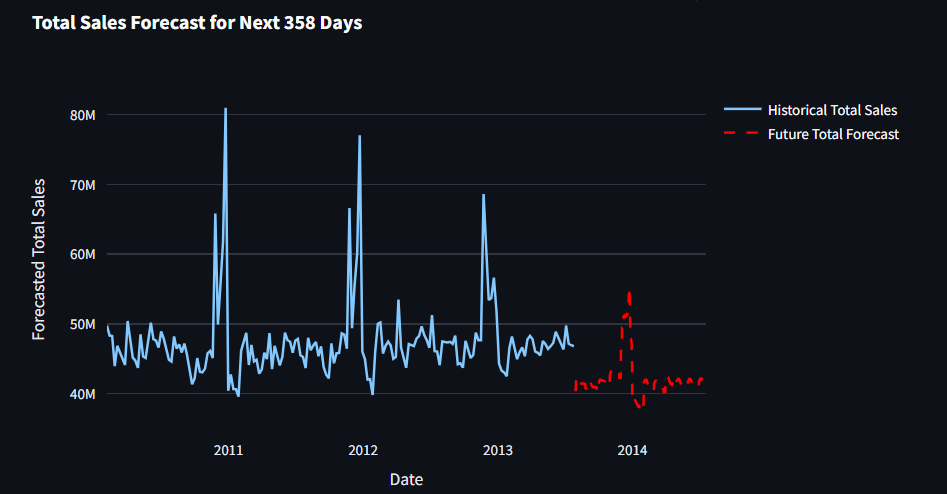 Total Sales Forecast for Next 358 Days
Historical Total Sales
Future Total Forecast
Forecasted Total Sales
80M
70M
60M
50M
40M
2011
2012
2013
2014
Date